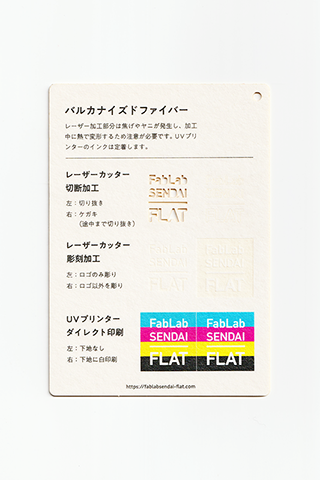 バルカナイズドファイバー
レーザー加工部分は焦げやヤニが発生し、加工
中に熱で変形するため注意が必要です。UVプリ
ンターのインクは定着します。
レーザーカッター
切断加工
左：切り抜き
右：ケガキ
（途中まで切り抜き）
FabLab
SENDAI
FLAT
レーザーカッター
彫刻加工
左：ロゴのみ彫り
右：ロゴ以外を彫り
UVプリンター
ダイレクト印刷
左：下地なし
右：下地に白印刷
FabLab FabLab
SENDAI SENDAI
FLAT FLAT
https://fablabsendai-flat.com